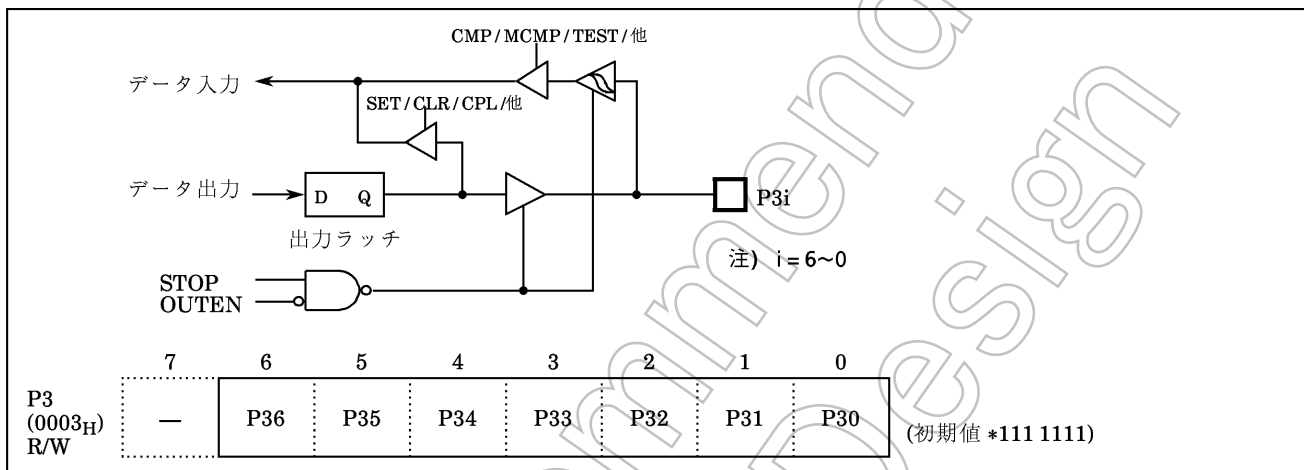 CMP / MCMP / TEST / 他
データ入力
SET / CLR / CPL / 他
データ出力
D Q
P3i
出力ラッチ
注) i = 6~0
STOP
OUTEN
7 6 5 4 3 2 1 0
P3
(0003H)
R/W
— P36 P35 P34 P33 P32 P31 P30
(初期値 *111 1111)
mmend
Design